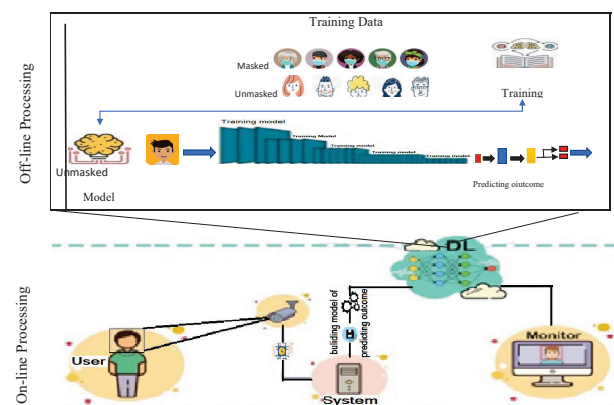 Training Data
Off-line Processing
Masked
Unmasked
Training
Training model
Training Model
Training model
Training model
Training model
Unmasked
Model
Predicting oiutcome
DL
On-line Processing
User
buliding model of
predicting outcome
System
Monitor